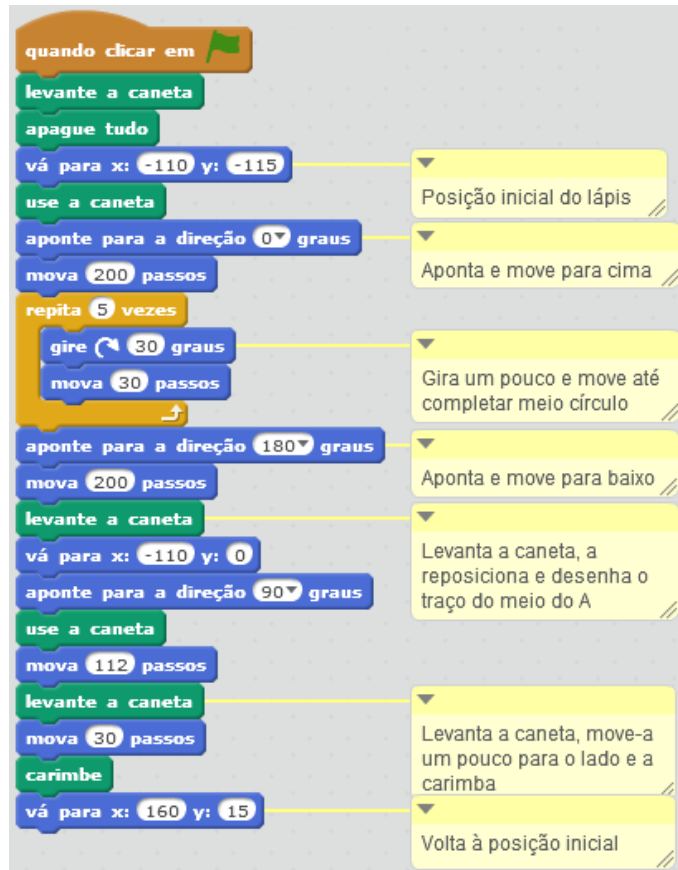 quando clicar em
levante a caneta
apague tudo
vá para x: -110 y: -115
Posição inicial do lápis
use a caneta
aponte para a direção 0 graus
Aponta e move para cima
mova 200 passos
repita 5 vezes
gire 30 graus
mova 30 passos
Gira um pouco e move até
completar meio círculo
aponte para a direção 180 graus
Aponta e move para baixo
mova 200 passos
levante a caneta
vá para x: -110 y: 0
aponte para a direção 90 graus
Levanta a caneta, a
reposiciona e desenha o
traço do meio do A
use a caneta
mova 112 passos
levante a caneta
mova 30 passos
carimbe
Levanta a caneta, move-a
um pouco para o lado e a
carimba
vá para x: 160 y: 15
Volta à posição inicial